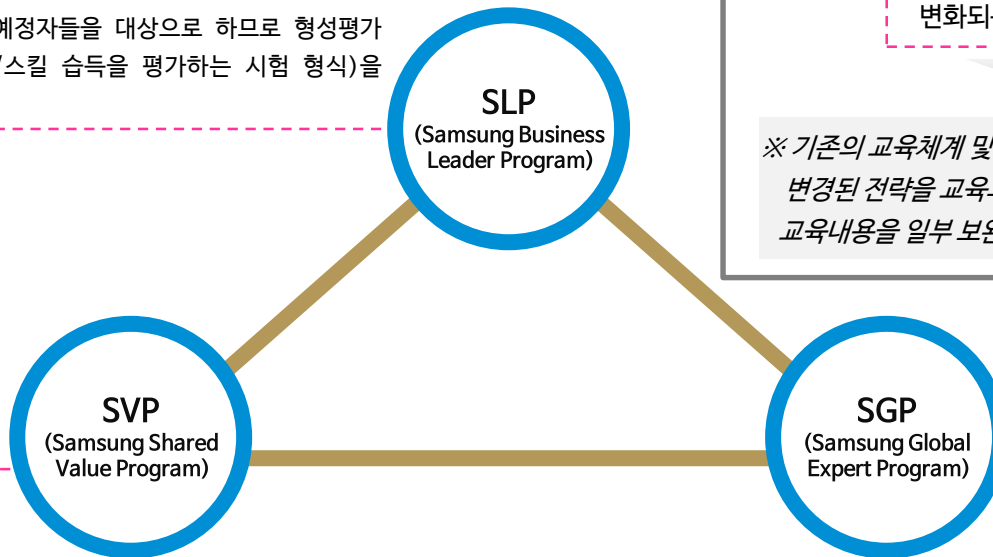 예정자들을 대상으로 하므로 형성평가
스킬 습득을 평가하는 시험 형식)을
변화되
※ 기존의 교육체계 및
변경된 전략을 교육
교육내용을 일부 보완
SLP
(Samsung Business
Leader Program)
SVP
(Samsung Shared
Value Program)
SGP
(Samsung Global
Expert Program)